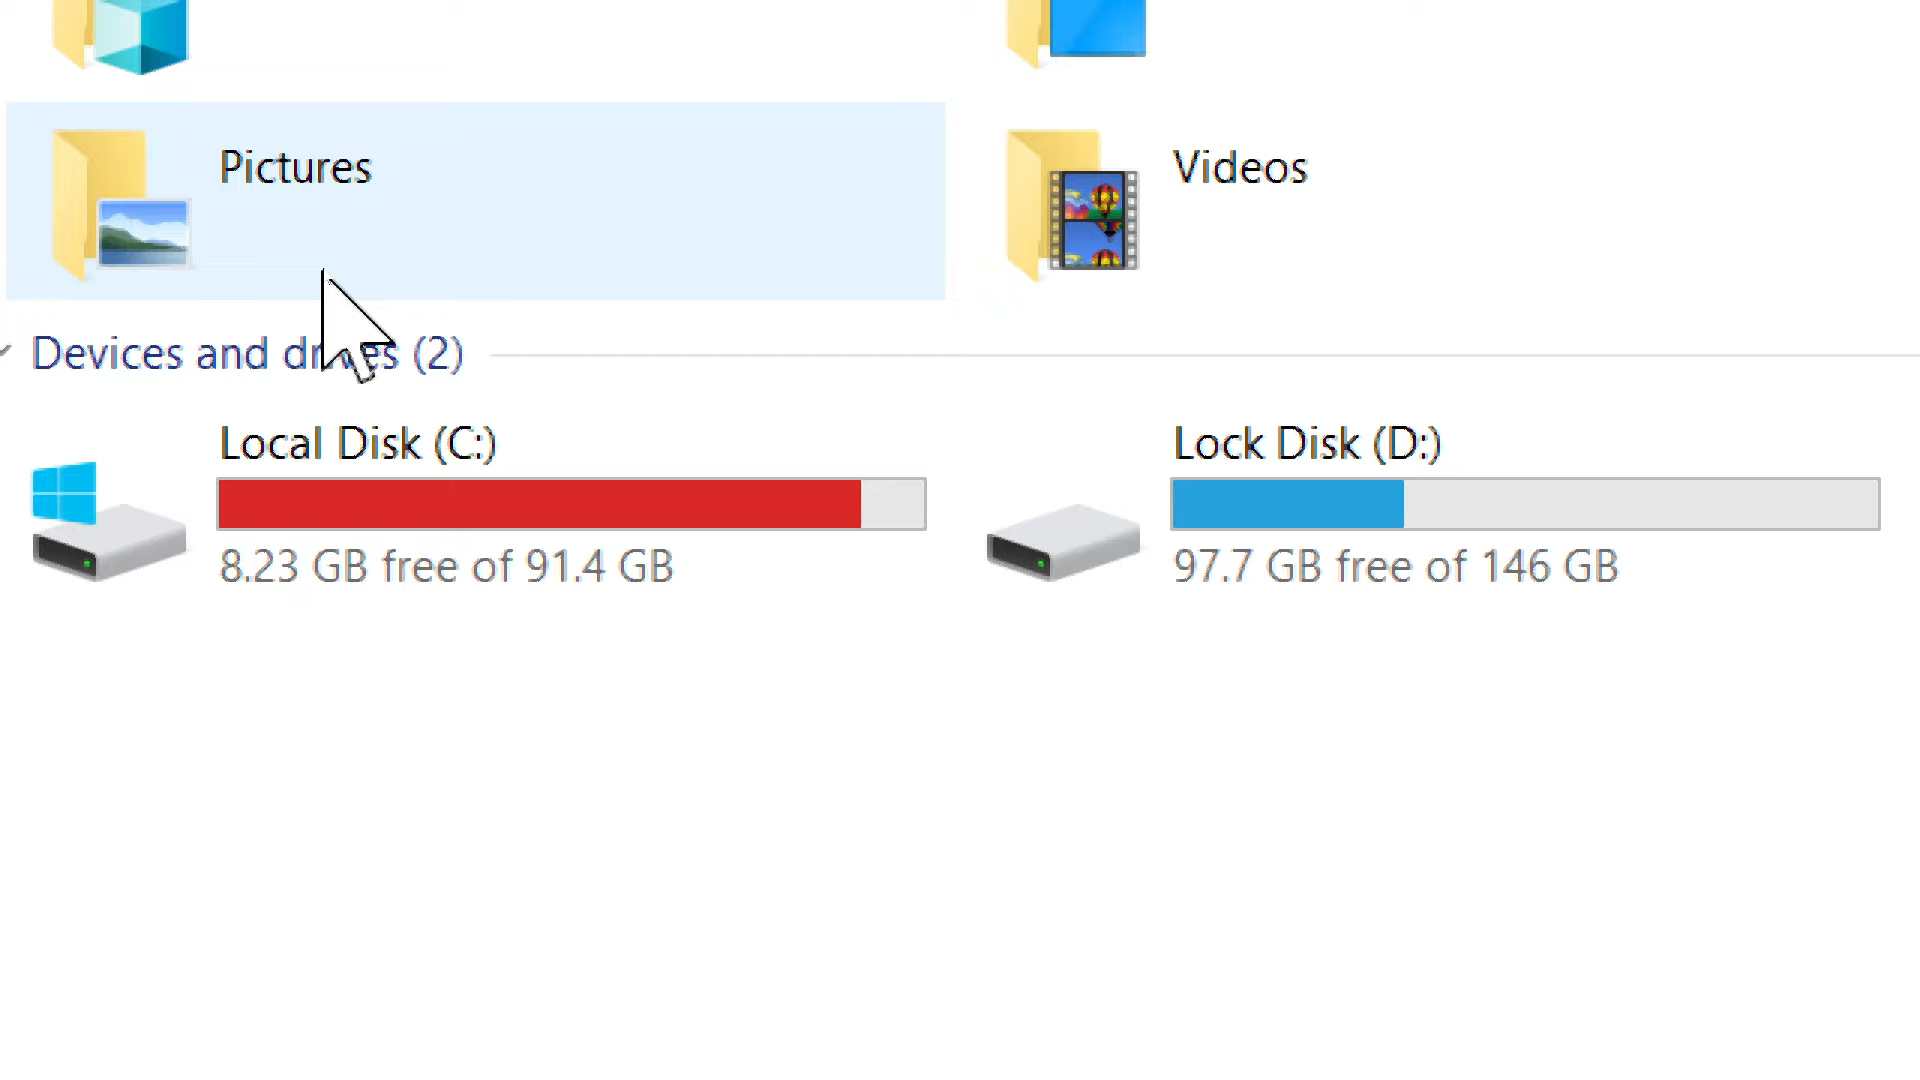 Pictures
Videos
Devices and drives (2)
Local Disk (C:)
Lock Disk (D:)
8.23 GB free of 91.4 GB
97.7 GB free of 146 GB